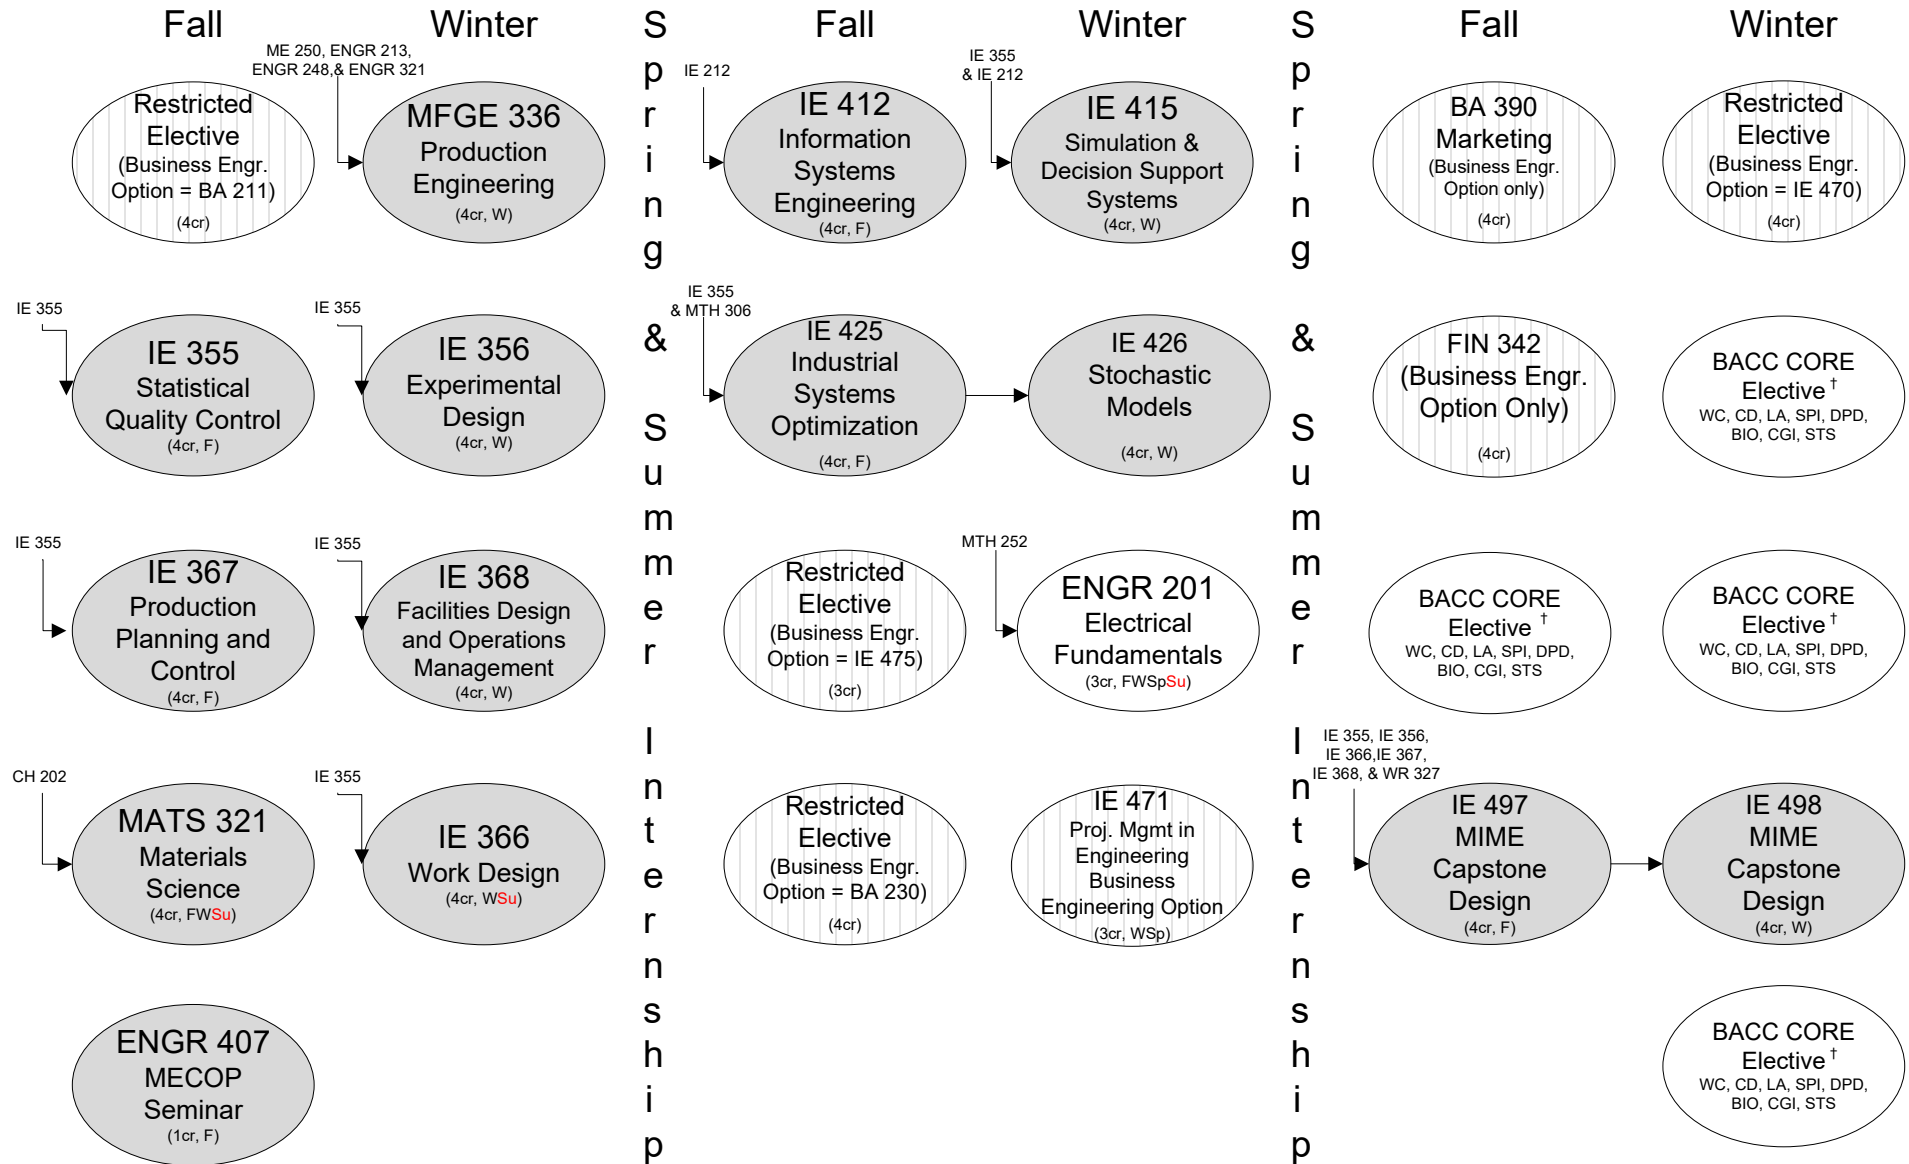 Fall
Winter
ME 250, ENGR 213,
ENGR 248,& ENGR 321
Restricted
Elective
(Business Engr.
Option = BA 211)
(4cr)
MFGE 336
Production
Engineering
(4cr, W)
IE 355
IE 355
Statistical
Quality Control
(4cr, F)
IE 355
IE 356
Experimental
Design
(4cr, W)
IE 355
IE 367
Production
Planning and
Control
(4cr, F)
IE 355
IE 368
Facilities Design
and Operations
Management
(4cr, W)
CH 202
MATS 321
Materials
Science
(4cr, FWSu)
IE 355
IE 366
Work Design
(4cr, WSu)
ENGR 407
MECOP
Seminar
(1cr, F)
Spring
&
Summer
Internship
Fall
Winter
IE 212
IE 412
Information
Systems
Engineering
(4cr, F)
IE 355
& IE 212
IE 415
Simulation &
Decision Support
Systems
(4cr, W)
IE 355
& MTH 306
IE 425
Industrial
Systems
Optimization
(4cr, F)
IE 426
Stochastic
Models
(4cr, W)
Restricted
Elective
(Business Engr.
Option = IE 475)
(3cr)
MTH 252
ENGR 201
Electrical
Fundamentals
(3cr, FWSpSu)
Restricted
Elective
(Business Engr.
Option = BA 230)
(4cr)
IE 471
Proj. Mgmt in
Engineering
Business
Engineering Option
(3cr, WSp)
Spring
&
Summer
Internship
Fall
Winter
BA 390
Marketing
(Business Engr.
Option only)
(4cr)
Restricted
Elective
(Business Engr.
Option = IE 470)
(4cr)
FIN 342
(Business Engr.
Option Only)
(4cr)
BACC CORE
Elective †
WC, CD, LA, SPI, DPD,
BIO, CGI, STS
BACC CORE
Elective †
WC, CD, LA, SPI, DPD,
BIO, CGI, STS
BACC CORE
Elective †
WC, CD, LA, SPI, DPD,
BIO, CGI, STS
IE 355, IE 356,
IE 366,IE 367,
IE 368, & WR 327
IE 497
MIME
Capstone
Design
(4cr, F)
IE 498
MIME
Capstone
Design
(4cr, W)
BACC CORE
Elective †
WC, CD, LA, SPI, DPD,
BIO, CGI, STS